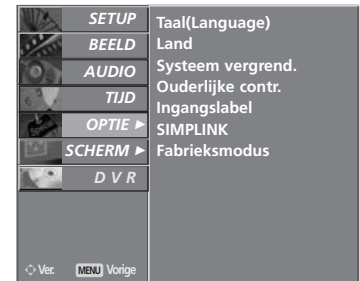 SETUP
BEELD
AUDIO
TIJD
OPTIE ►
SCHERM ►
D V R
Taal(Language)
Land
Systeem vergrend.
Ouderlijke contr.
Ingangslabel
SIMPLINK
Fabrieksmodus
Ver. MENU Vorige